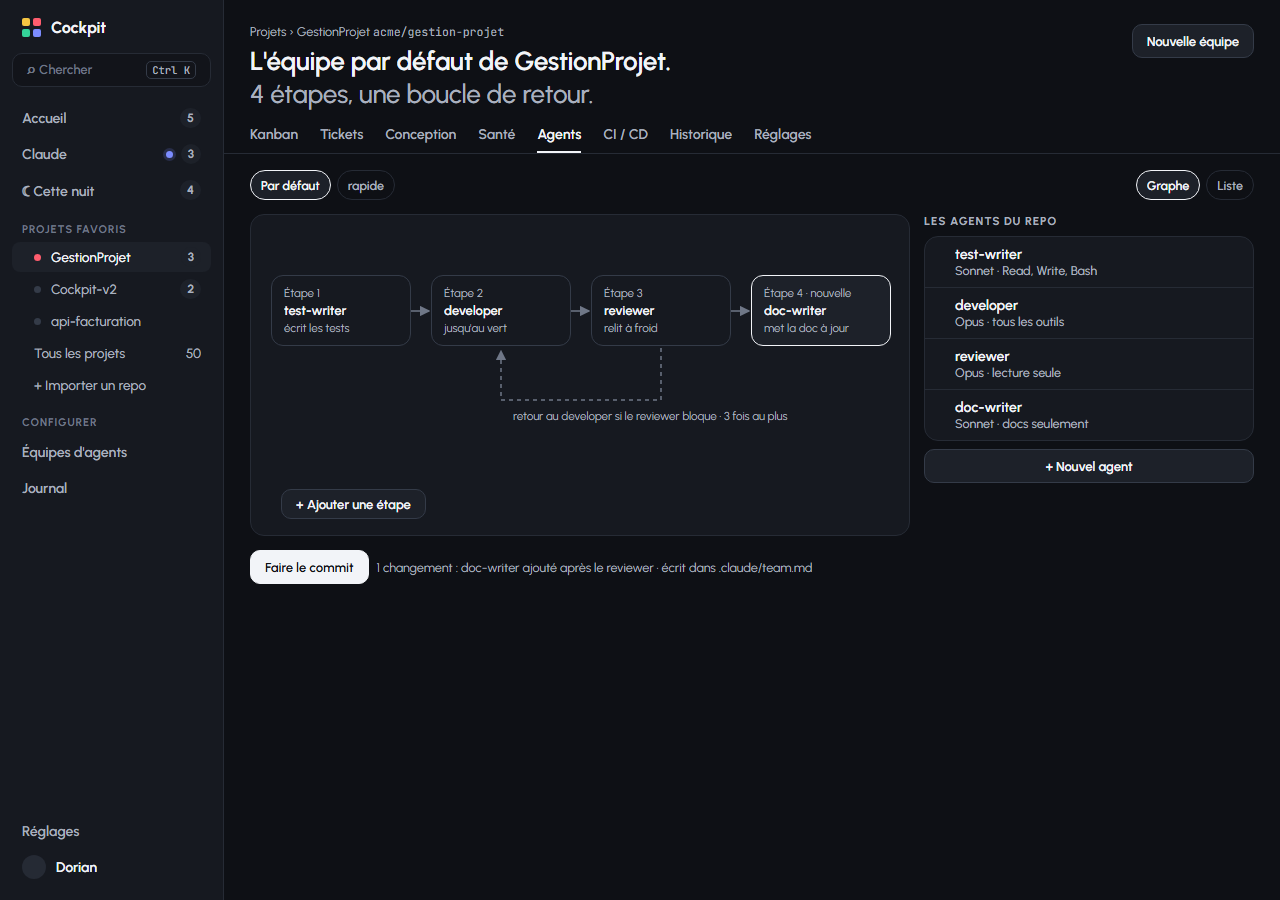 Cockpit
Chercher
Ctrl K
Accueil 5
Claude 3
Cette nuit 4
PROJETS FAVORIS
GestionProjet 3
Cockpit-v2 2
api-facturation
Tous les projets 50
+ Importer un repo
CONFIGURER
Équipes d'agents
Journal
Réglages
Dorian
Projets › GestionProjet acme/gestion-projet
L'équipe par défaut de GestionProjet.
4 étapes, une boucle de retour.
Nouvelle équipe
Kanban Tickets Conception Santé Agents CI / CD Historique Réglages
Par défaut rapide
Graphe Liste
Étape 1
test-writer
écrit les tests
Étape 2
developer
jusqu'au vert
Étape 3
reviewer
relit à froid
Étape 4 · nouvelle
doc-writer
met la doc à jour
retour au developer si le reviewer bloque · 3 fois au plus
+ Ajouter une étape
Faire le commit
1 changement : doc-writer ajouté après le reviewer · écrit dans .claude/team.md
LES AGENTS DU REPO
test-writer
Sonnet · Read, Write, Bash
developer
Opus · tous les outils
reviewer
Opus · lecture seule
doc-writer
Sonnet · docs seulement
+ Nouvel agent